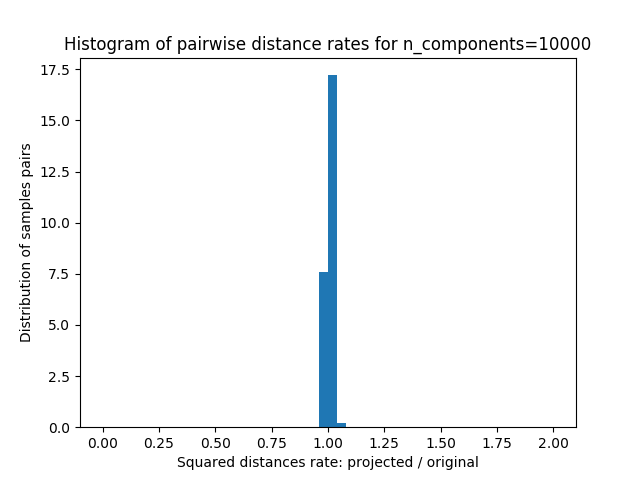 Histogram of pairwise distance rates for n_components=10000
17.5
15.0
12.5
10.0
7.5
5.0
2.5
0.0
Distribution of samples pairs
0.00 0.25 0.50 0.75 1.00 1.25 1.50 1.75 2.00
Squared distances rate: projected / original